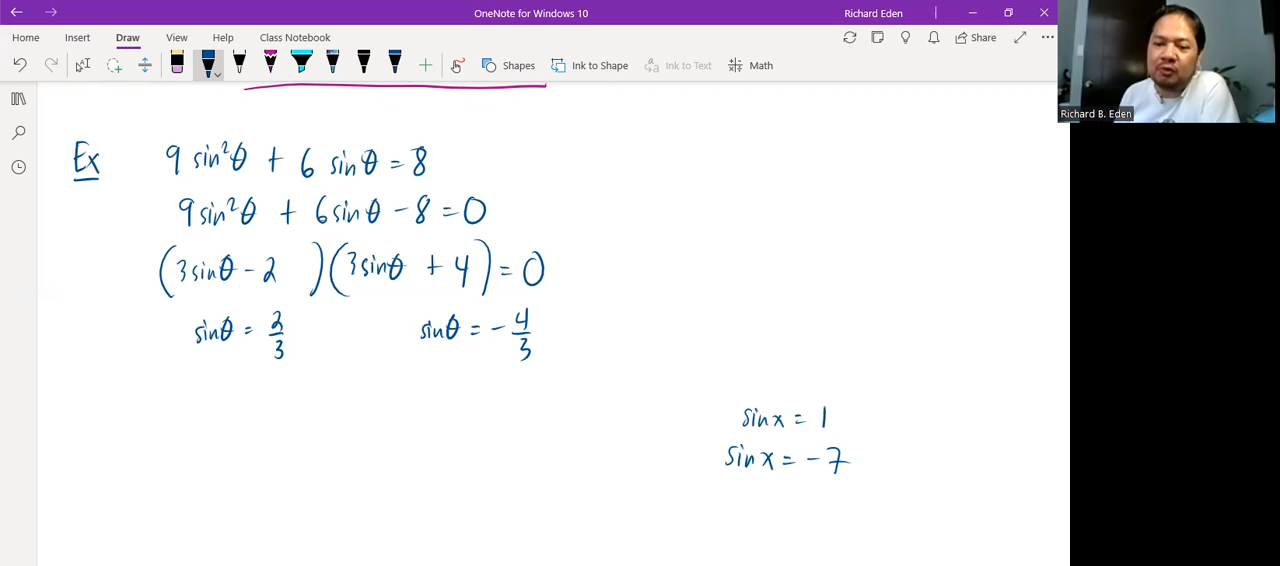 OneNote for Windows 10
Richard Eden
Home Insert Draw View Help Class Notebook
Share
Shapes Ink to Shape Ink to Text Math
Richard B. Eden
Ex 9 sin²θ + 6 sinθ = 8
9 sin²θ + 6 sinθ - 8 = 0
(3 sinθ - 2 )(3 sinθ + 4) = 0
sinθ = 2/3 sinθ = - 4/3
sin x = 1
sin x = - 7